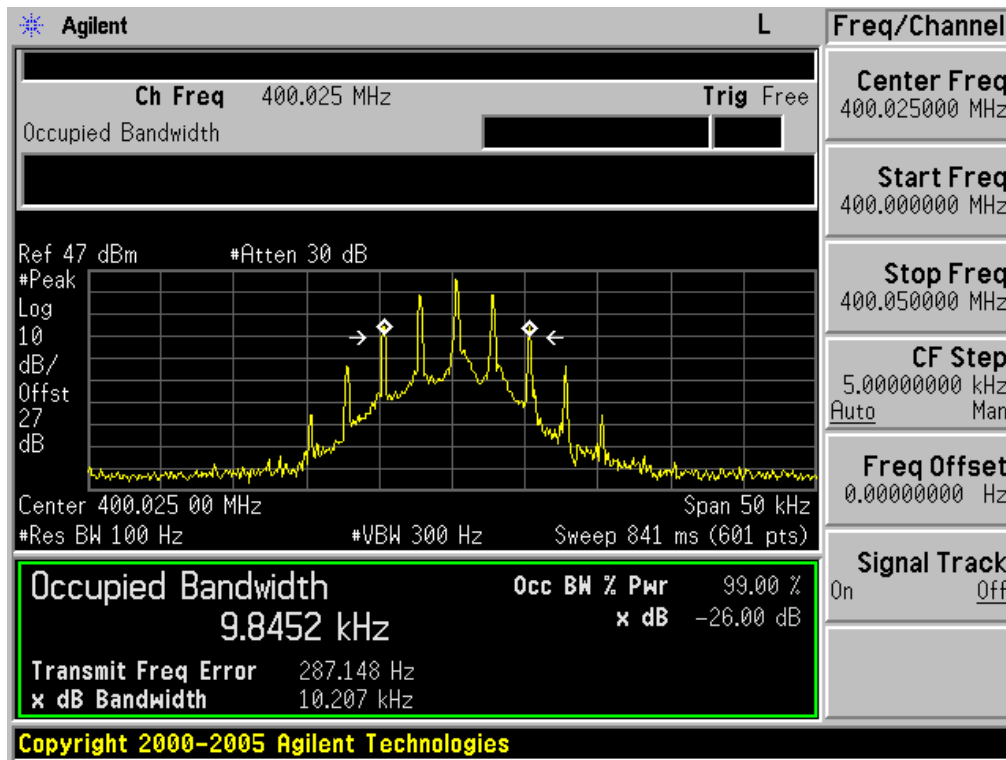 Agilent L Freq/Channel
Ch Freq 400.025 MHz Trig Free
Occupied Bandwidth
Center Freq
400.025000 MHz
Start Freq
400.000000 MHz
Stop Freq
400.050000 MHz
CF Step
5.00000000 kHz
Auto Man
Freq Offset
0.00000000 Hz
Signal Track
On Off
Ref 47 dBm #Atten 30 dB
#Peak
Log
10
dB/
Offst
27
dB
Center 400.025 00 MHz Span 50 kHz
#Res BW 100 Hz #VBW 300 Hz Sweep 841 ms (601 pts)
Occupied Bandwidth Occ BW % Pwr 99.00 %
9.8452 kHz x dB -26.00 dB
Transmit Freq Error 287.148 Hz
x dB Bandwidth 10.207 kHz
Copyright 2000-2005 Agilent Technologies